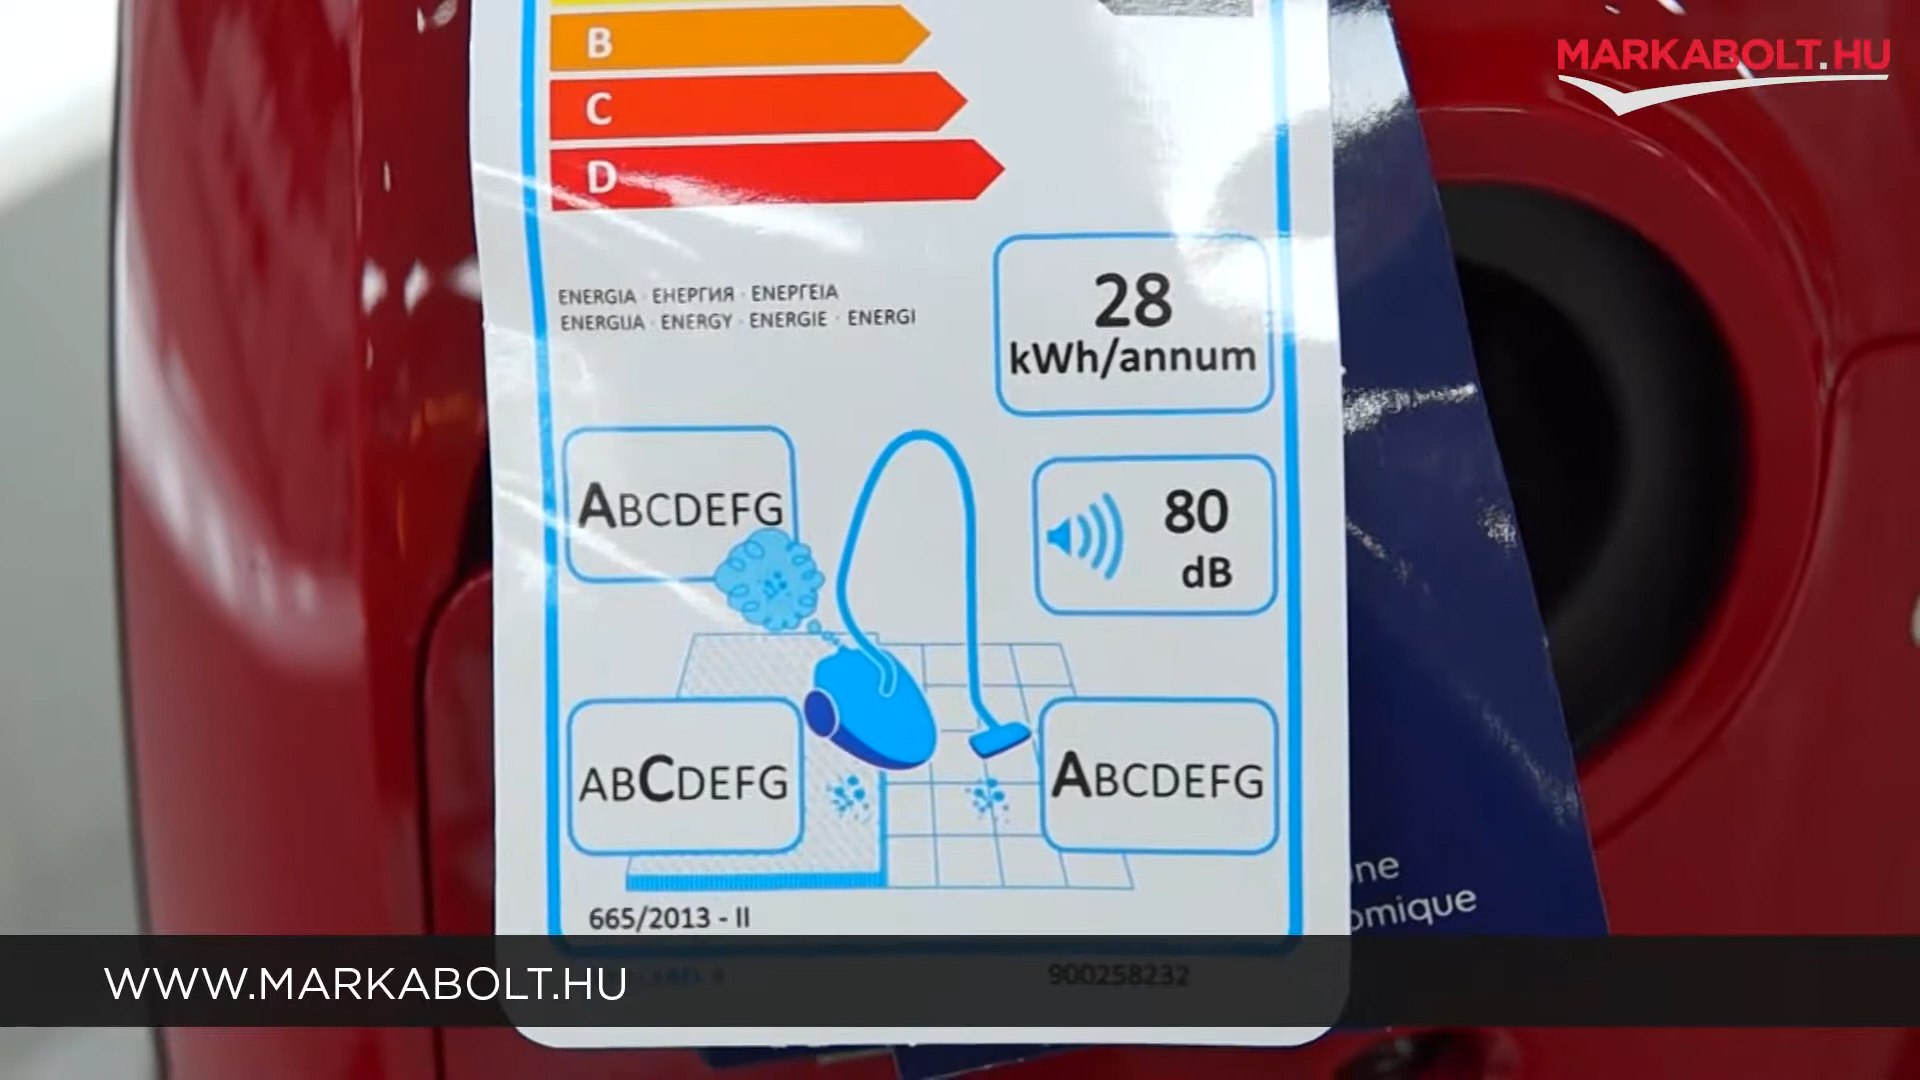 MARKABOLT.HU
B
C
D
ENERGIA · ЕНЕРГИЯ · ΕΝΕΡΓΕΙΑ
ENERGIJA · ENERGY · ENERGIE · ENERGI
28
kWh/annum
ABCDEFG
80
dB
ABCDEFG
ABCDEFG
ne
omique
665/2013 - II
WWW.MARKABOLT.HU
900258232